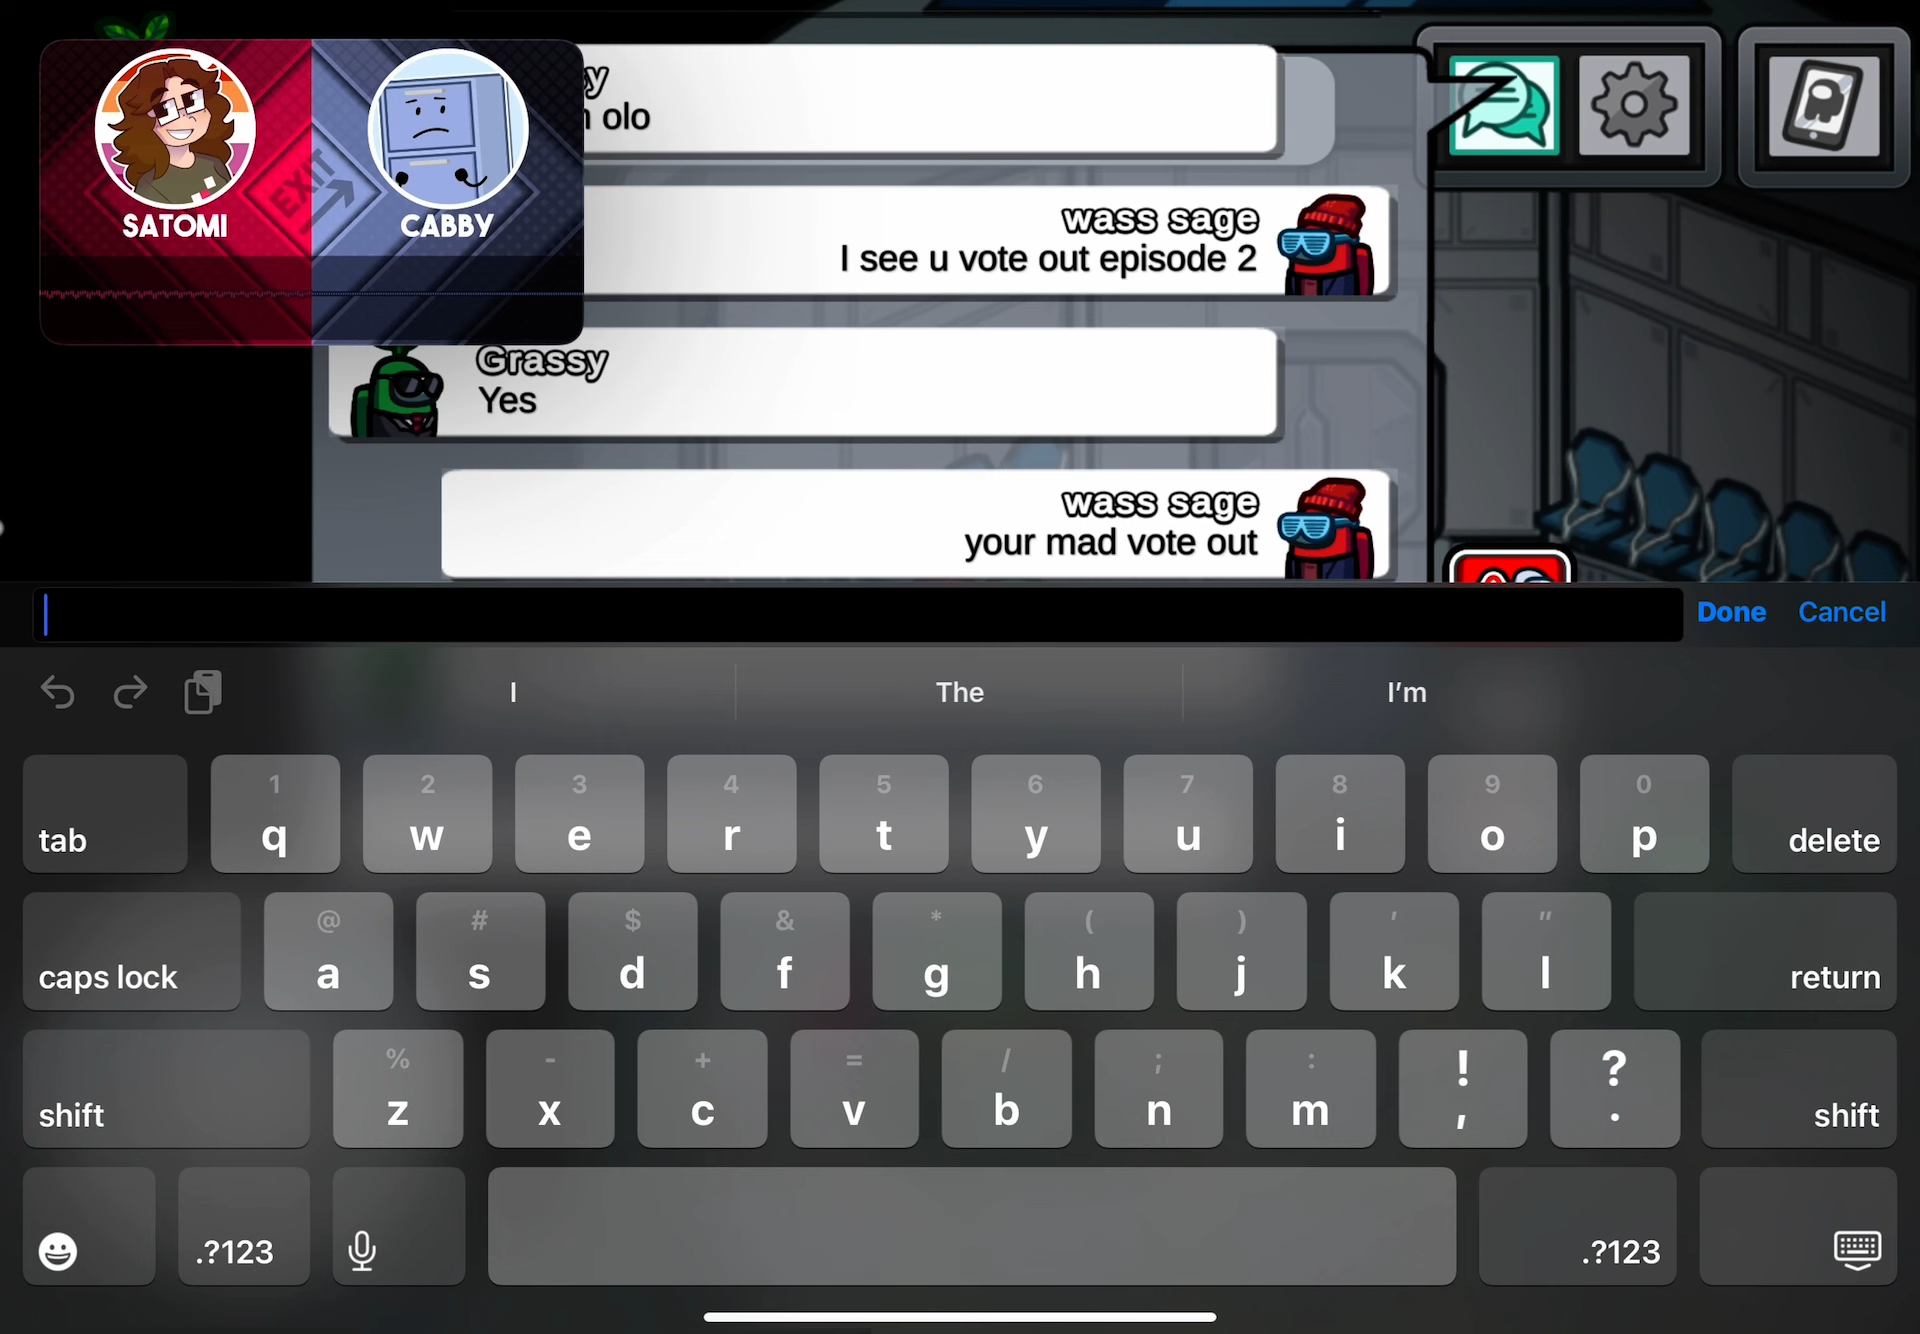 SATOMI
EXIT
CABBY
y
olo
wass sage
I see u vote out episode 2
Grassy
Yes
wass sage
your mad vote out
Done Cancel
I The I’m
tab 1 q 2 w 3 e 4 r 5 t 6 y 7 u 8 i 9 o 0 p delete
caps lock @ a # s $ d & f * g ( h ) j ' k " l return
shift % z - x + c = v / b ; n : m ! , ? . shift
.?123 .?123